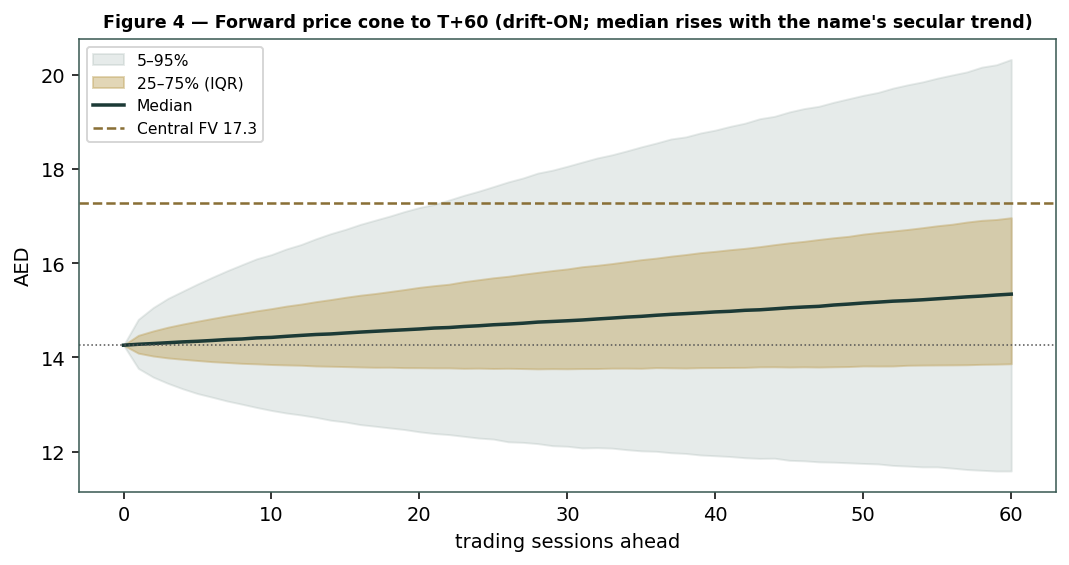 Figure 4 — Forward price cone to T+60 (drift-ON; median rises with the name's secular trend)
5–95%
25–75% (IQR)
Median
Central FV 17.3
20
18
16
14
12
AED
0 10 20 30 40 50 60
trading sessions ahead